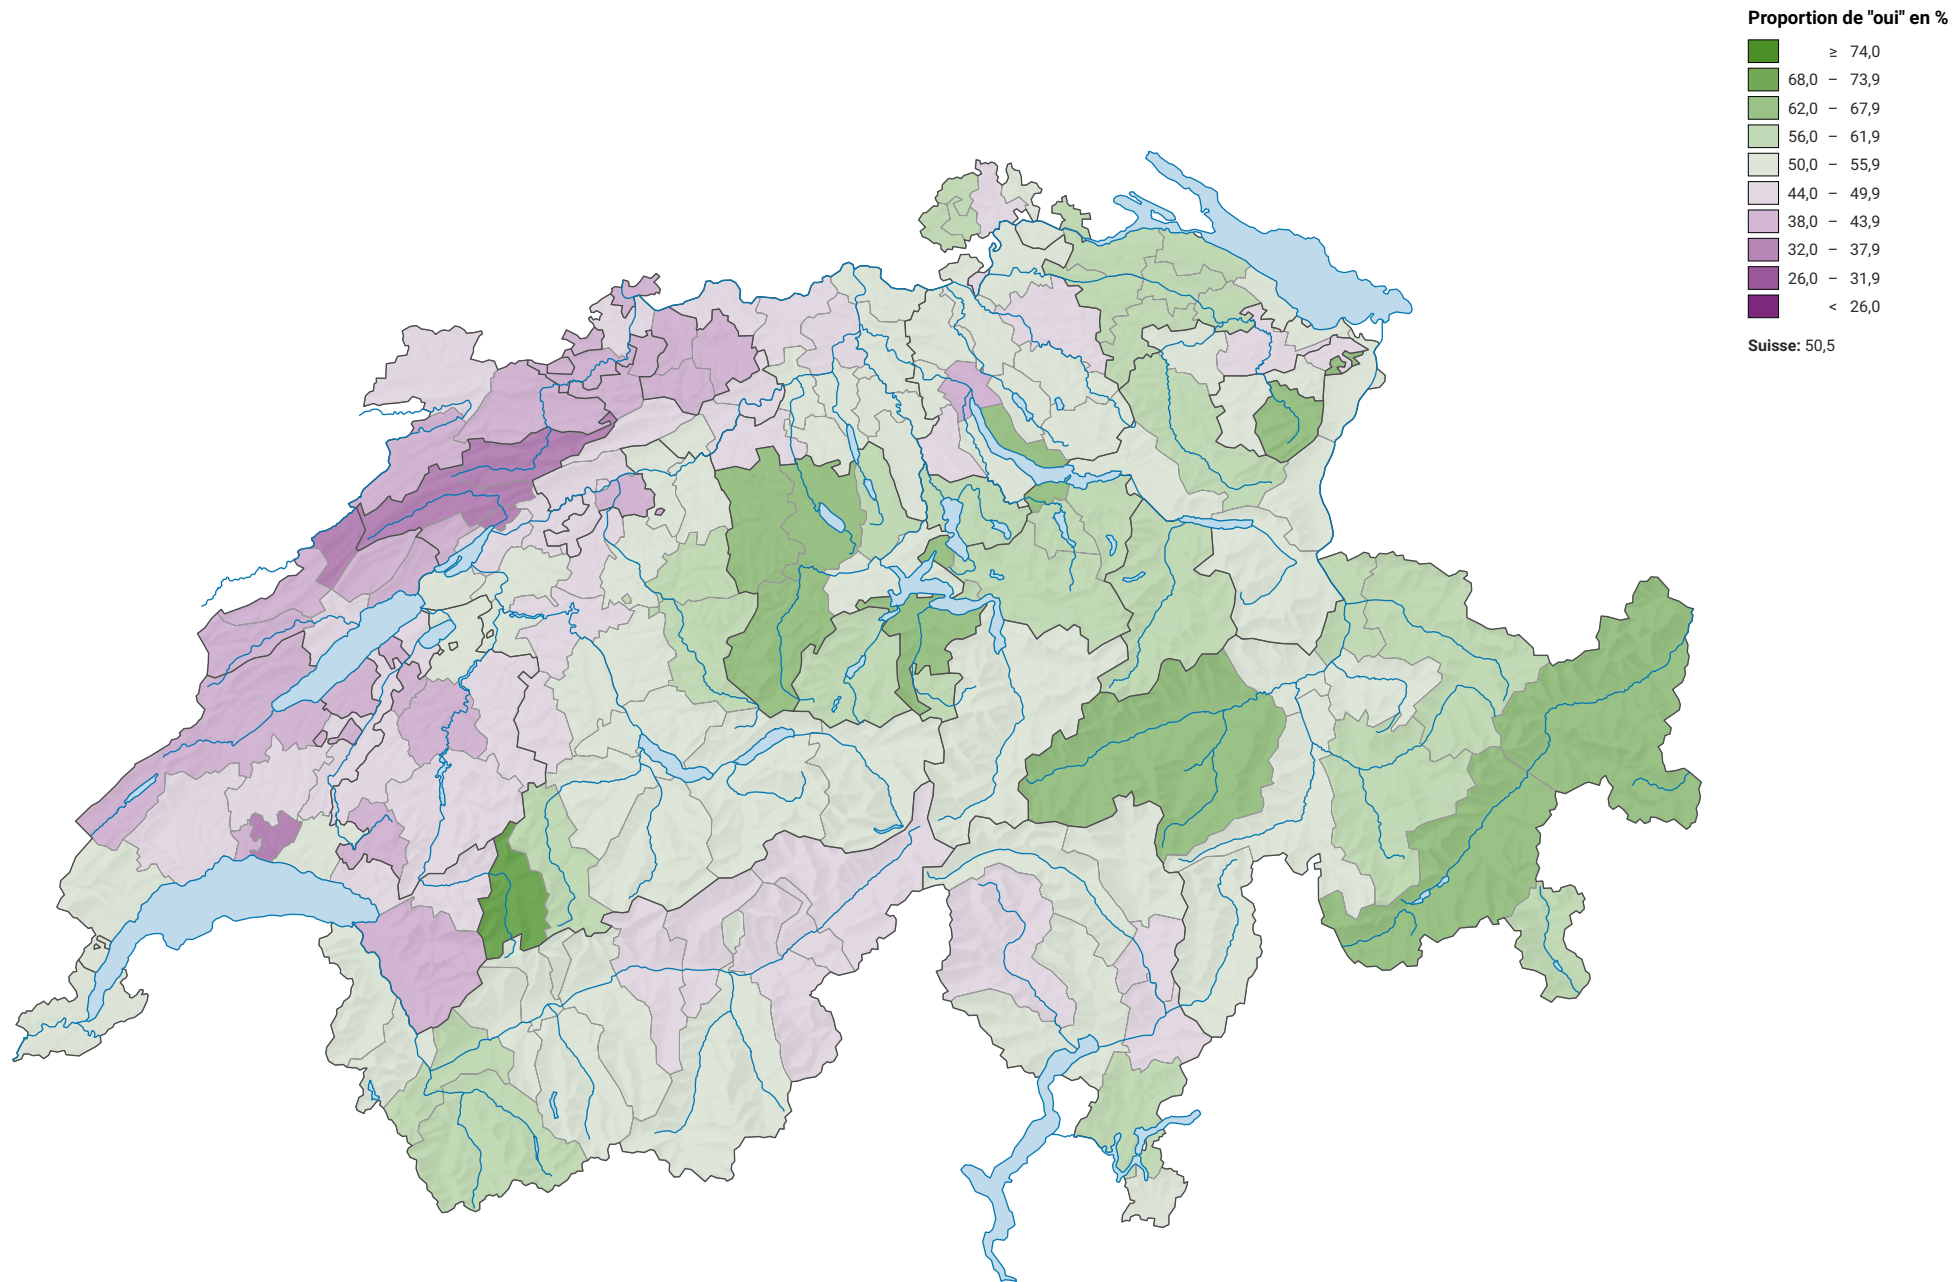 Proportion de "oui" en %
≥ 74,0
68,0 – 73,9
62,0 – 67,9
56,0 – 61,9
50,0 – 55,9
44,0 – 49,9
38,0 – 43,9
32,0 – 37,9
26,0 – 31,9
< 26,0
Suisse: 50,5